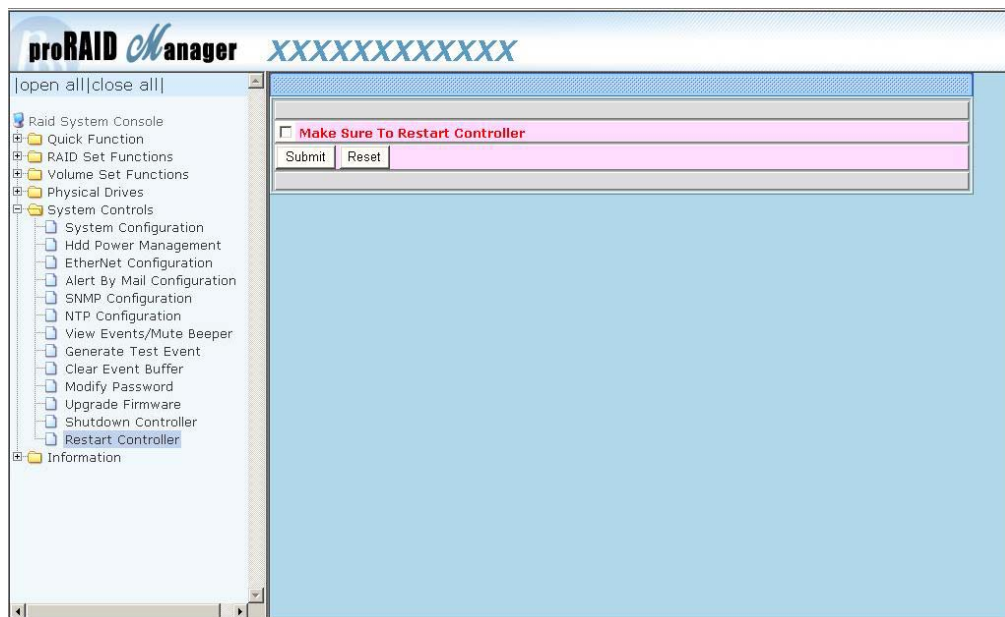 proRAID Manager XXXXXXXXXXXX
|open all|close all|
Raid System Console
Quick Function
RAID Set Functions
Volume Set Functions
Physical Drives
System Controls
System Configuration
Hdd Power Management
EtherNet Configuration
Alert By Mail Configuration
SNMP Configuration
NTP Configuration
View Events/Mute Beeper
Generate Test Event
Clear Event Buffer
Modify Password
Upgrade Firmware
Shutdown Controller
Restart Controller
Information
Make Sure To Restart Controller
Submit Reset